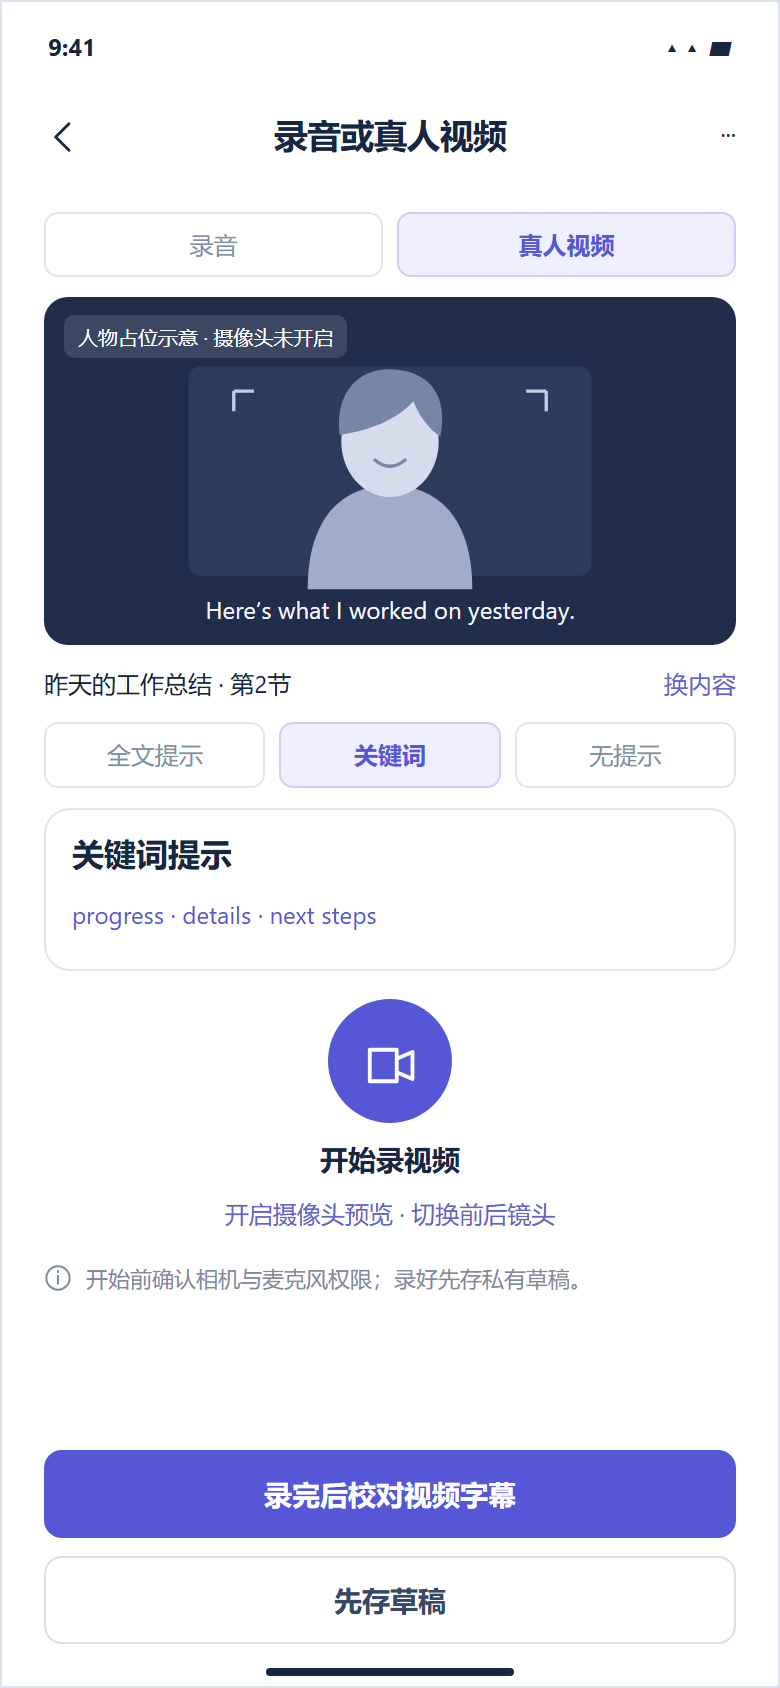 9:41
录音或真人视频
...
录音
真人视频
人物占位示意 · 摄像头未开启
Here’s what I worked on yesterday.
昨天的工作总结 · 第2节
换内容
全文提示
关键词
无提示
关键词提示
progress · details · next steps
开始录视频
开启摄像头预览 · 切换前后镜头
开始前确认相机与麦克风权限；录好先存私有草稿。
录完后校对视频字幕
先存草稿